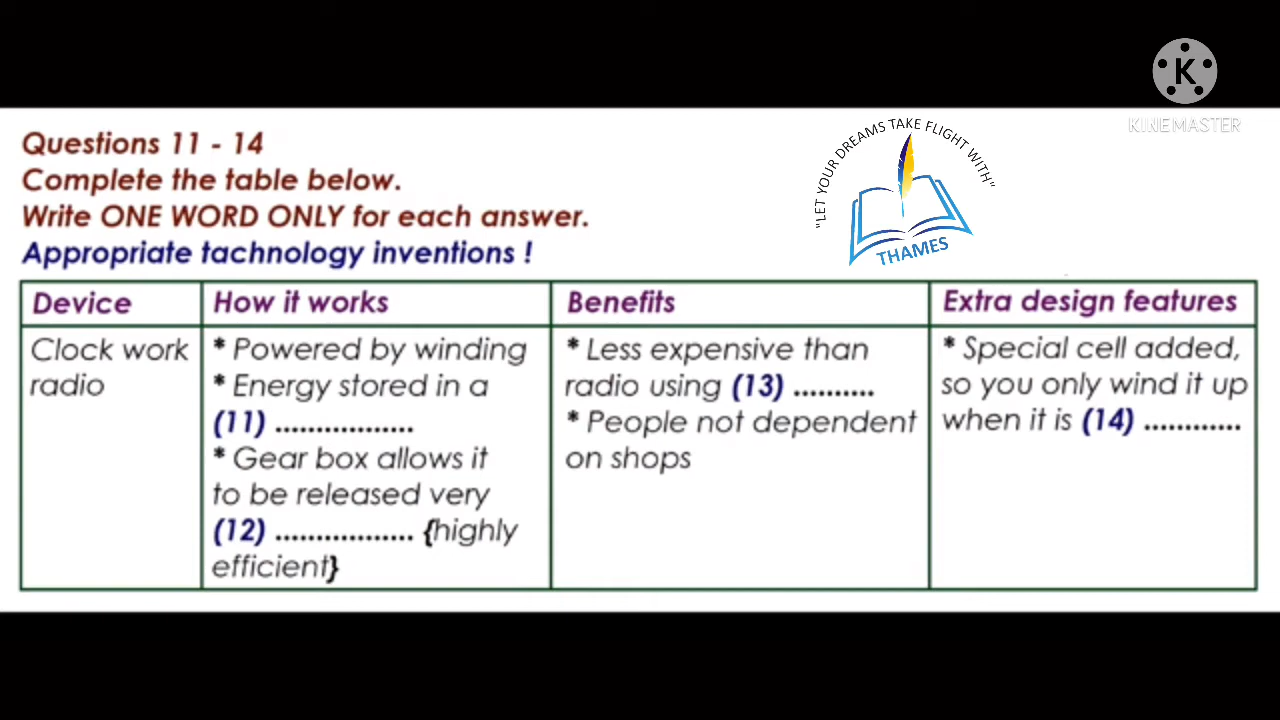 KINEMASTER
"LET YOUR DREAMS TAKE FLIGHT WITH"
THAMES
Questions 11 - 14
Complete the table below.
Write ONE WORD ONLY for each answer.
Appropriate tachnology inventions !
Device
How it works
Benefits
Extra design features
Clock work
radio
* Powered by winding
* Energy stored in a
(11) .................
* Gear box allows it
to be released very
(12) ................. {highly
efficient}
* Less expensive than
radio using (13) ..........
* People not dependent
on shops
* Special cell added,
so you only wind it up
when it is (14) ............